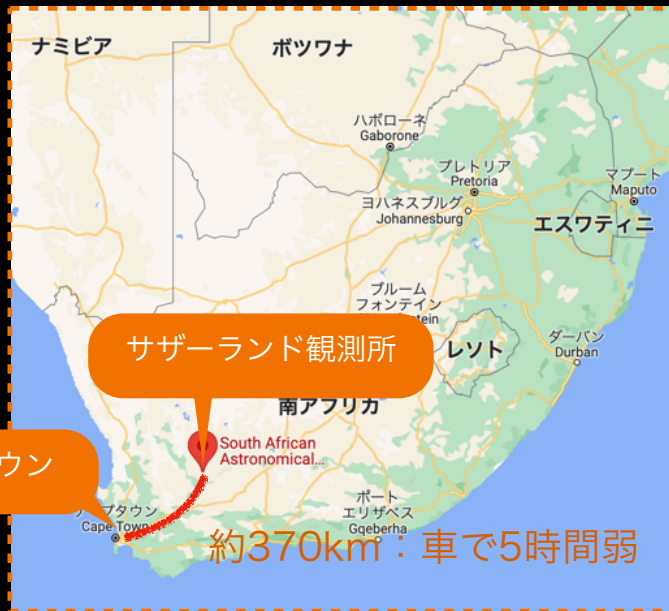 ナミビア
ボツワナ
ハボローネ
Gaborone
プレトリア
Pretoria
マプート
Maputo
ヨハネスブルグ
Johannesburg
エスワティニ
ブルーム
フォンテイン
tein
サザーランド観測所
レソト
ダーバン
Durban
南アフリカ
South African
Astronomical...
ウン
プタウン
Cape Town
ポート
エリザベス
Gqeberha
約370km：車で5時間弱